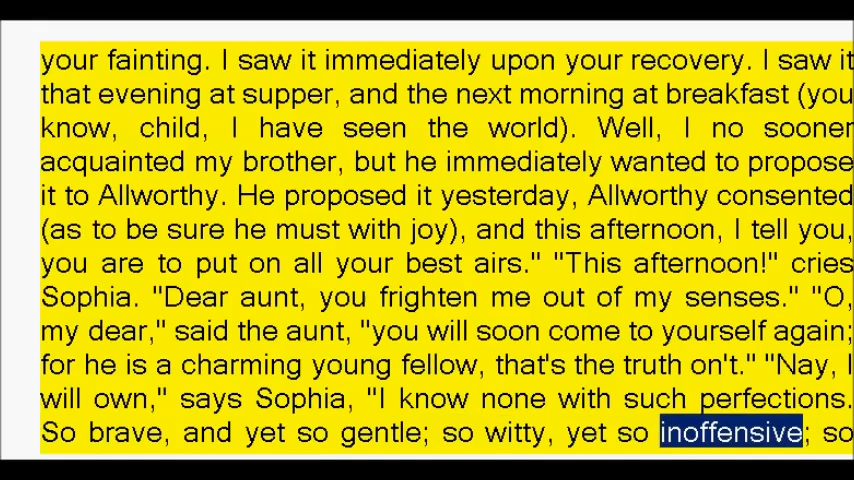 your fainting. I saw it immediately upon your recovery. I saw it
that evening at supper, and the next morning at breakfast (you
know, child, I have seen the world). Well, I no sooner
acquainted my brother, but he immediately wanted to propose
it to Allworthy. He proposed it yesterday, Allworthy consented
(as to be sure he must with joy), and this afternoon, I tell you,
you are to put on all your best airs." "This afternoon!" cries
Sophia. "Dear aunt, you frighten me out of my senses." "O,
my dear," said the aunt, "you will soon come to yourself again;
for he is a charming young fellow, that's the truth on't." "Nay, I
will own," says Sophia, "I know none with such perfections.
So brave, and yet so gentle; so witty, yet so inoffensive; so